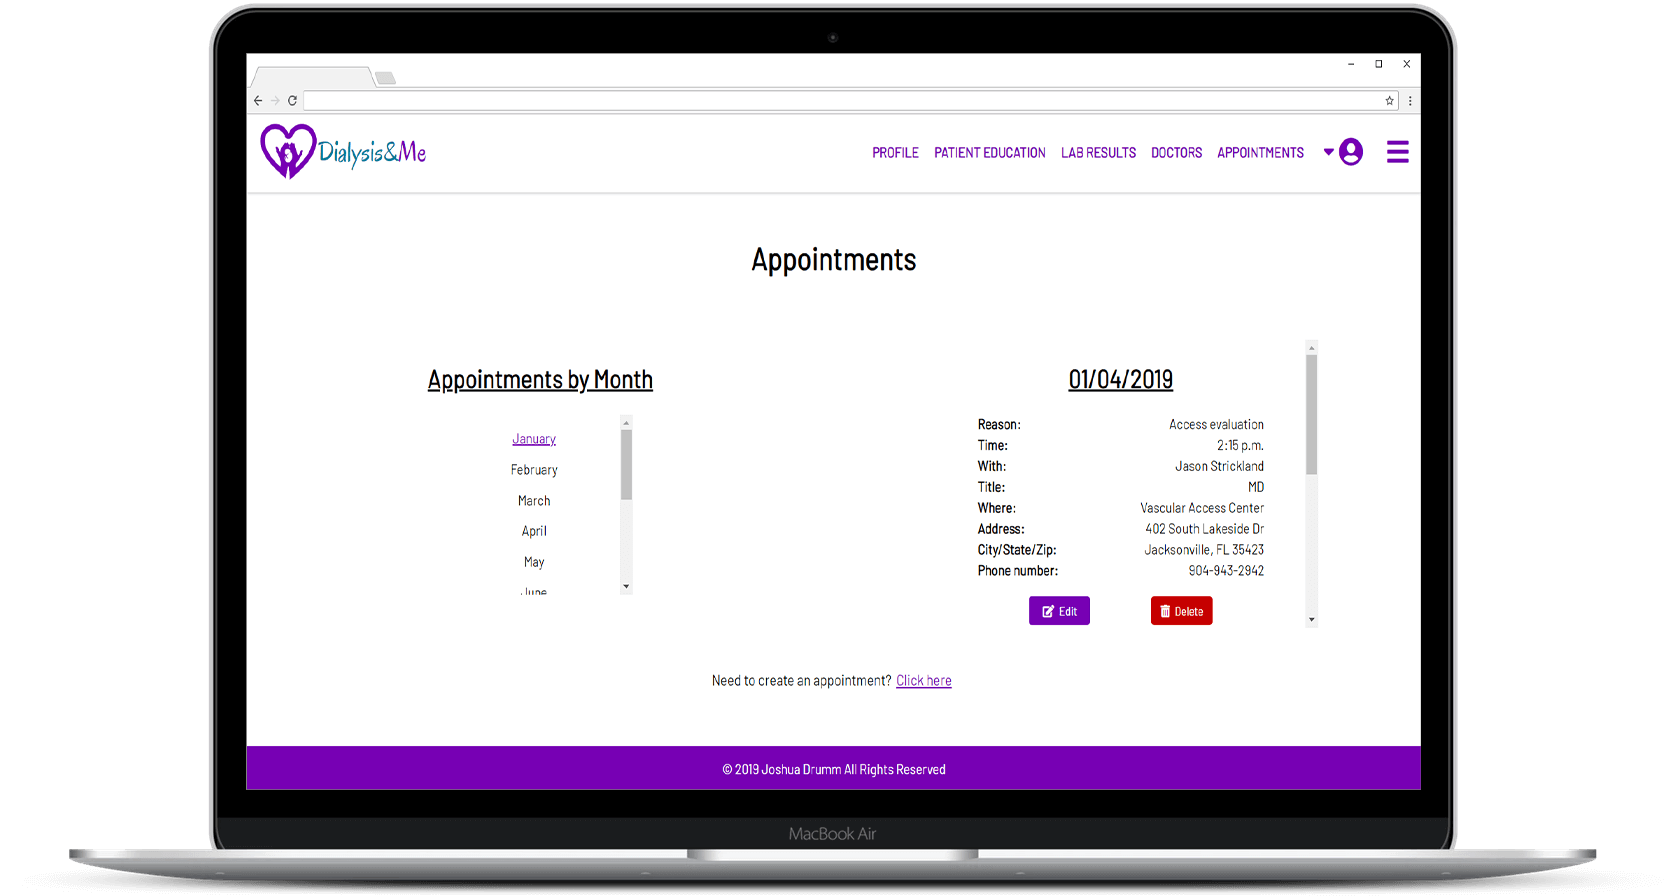 Dialysis&Me
PROFILE PATIENT EDUCATION LAB RESULTS DOCTORS APPOINTMENTS
Appointments
Appointments by Month
January
February
March
April
May
June
01/04/2019
Reason: Access evaluation
Time: 2:15 p.m.
With: Jason Strickland
Title: MD
Where: Vascular Access Center
Address: 402 South Lakeside Dr
City/State/Zip: Jacksonville, FL 35423
Phone number: 904-943-2942
Edit Delete
Need to create an appointment? Click here
© 2019 Joshua Drumm All Rights Reserved
MacBook Air